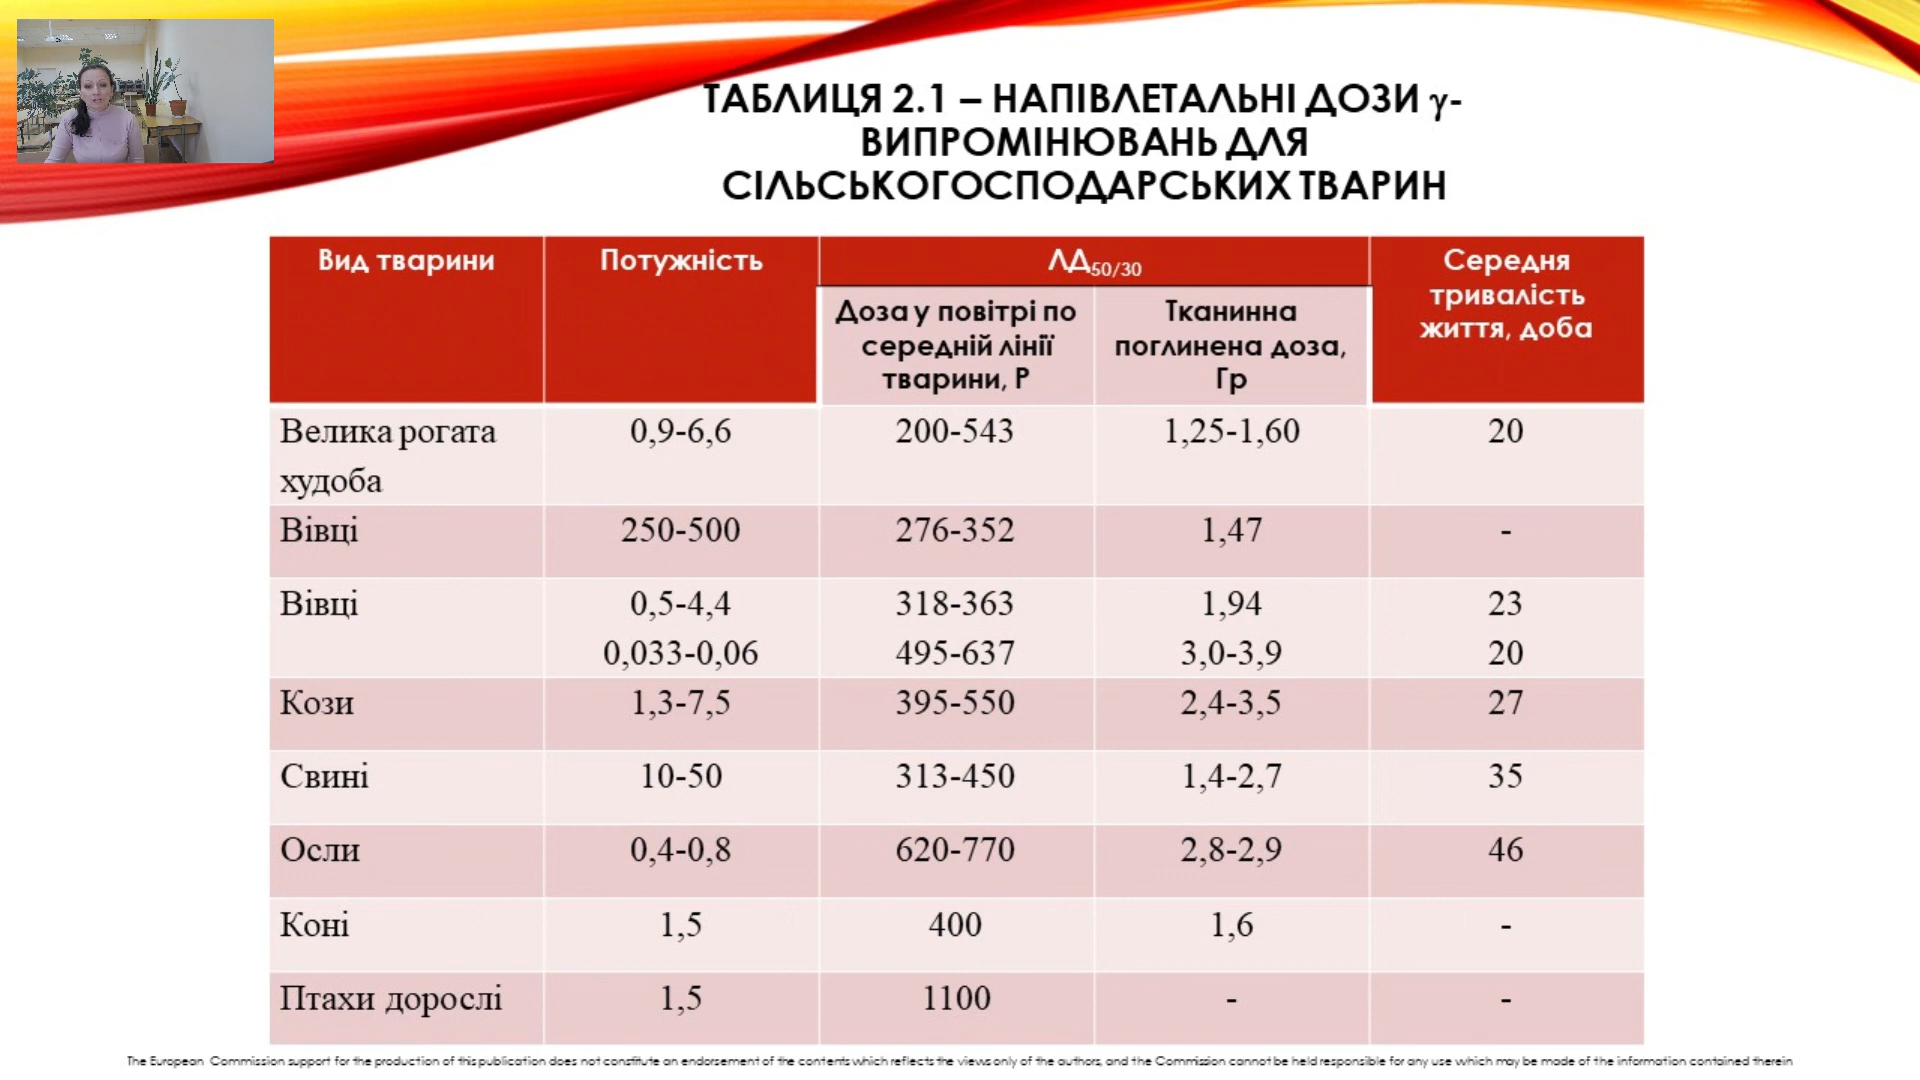 ТАБЛИЦЯ 2.1 – НАПІВЛЕТАЛЬНІ ДОЗИ γ-
ВИПРОМІНЮВАНЬ ДЛЯ
СІЛЬСЬКОГОСПОДАРСЬКИХ ТВАРИН
Вид тварини Потужність ЛД50/30 Середня тривалість життя, доба
Доза у повітрі по середній лінії тварини, Р Тканинна поглинена доза, Гр
Велика рогата 0,9-6,6 200-543 1,25-1,60 20
худоба
Вівці 250-500 276-352 1,47 -
Вівці 0,5-4,4 318-363 1,94 23
0,033-0,06 495-637 3,0-3,9 20
Кози 1,3-7,5 395-550 2,4-3,5 27
Свині 10-50 313-450 1,4-2,7 35
Осли 0,4-0,8 620-770 2,8-2,9 46
Коні 1,5 400 1,6 -
Птахи дорослі 1,5 1100 - -
The European Commission support for the production of this publication does not constitute an endorsement of the contents which reflects the views only of the authors, and the Commission cannot be held responsible for any use which may be made of the information contained therein